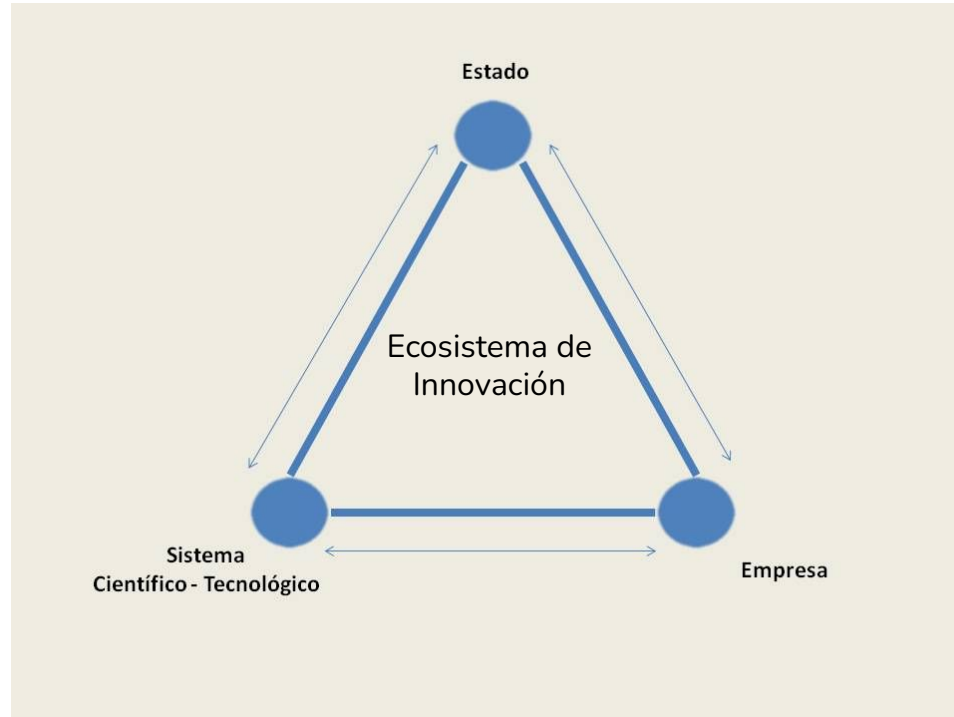 Estado
Ecosistema de
Innovación
Sistema
Científico - Tecnológico
Empresa